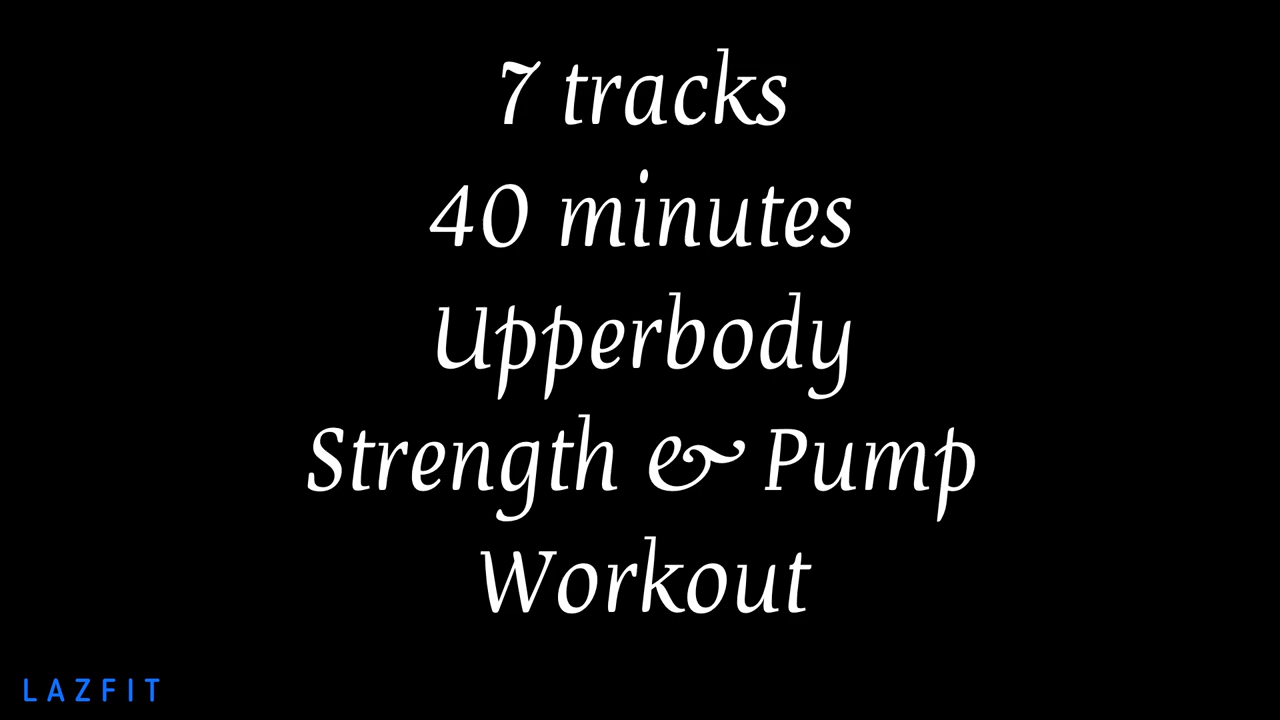 7 tracks
40 minutes
Upperbody
Strength & Pump
Workout
LAZFIT